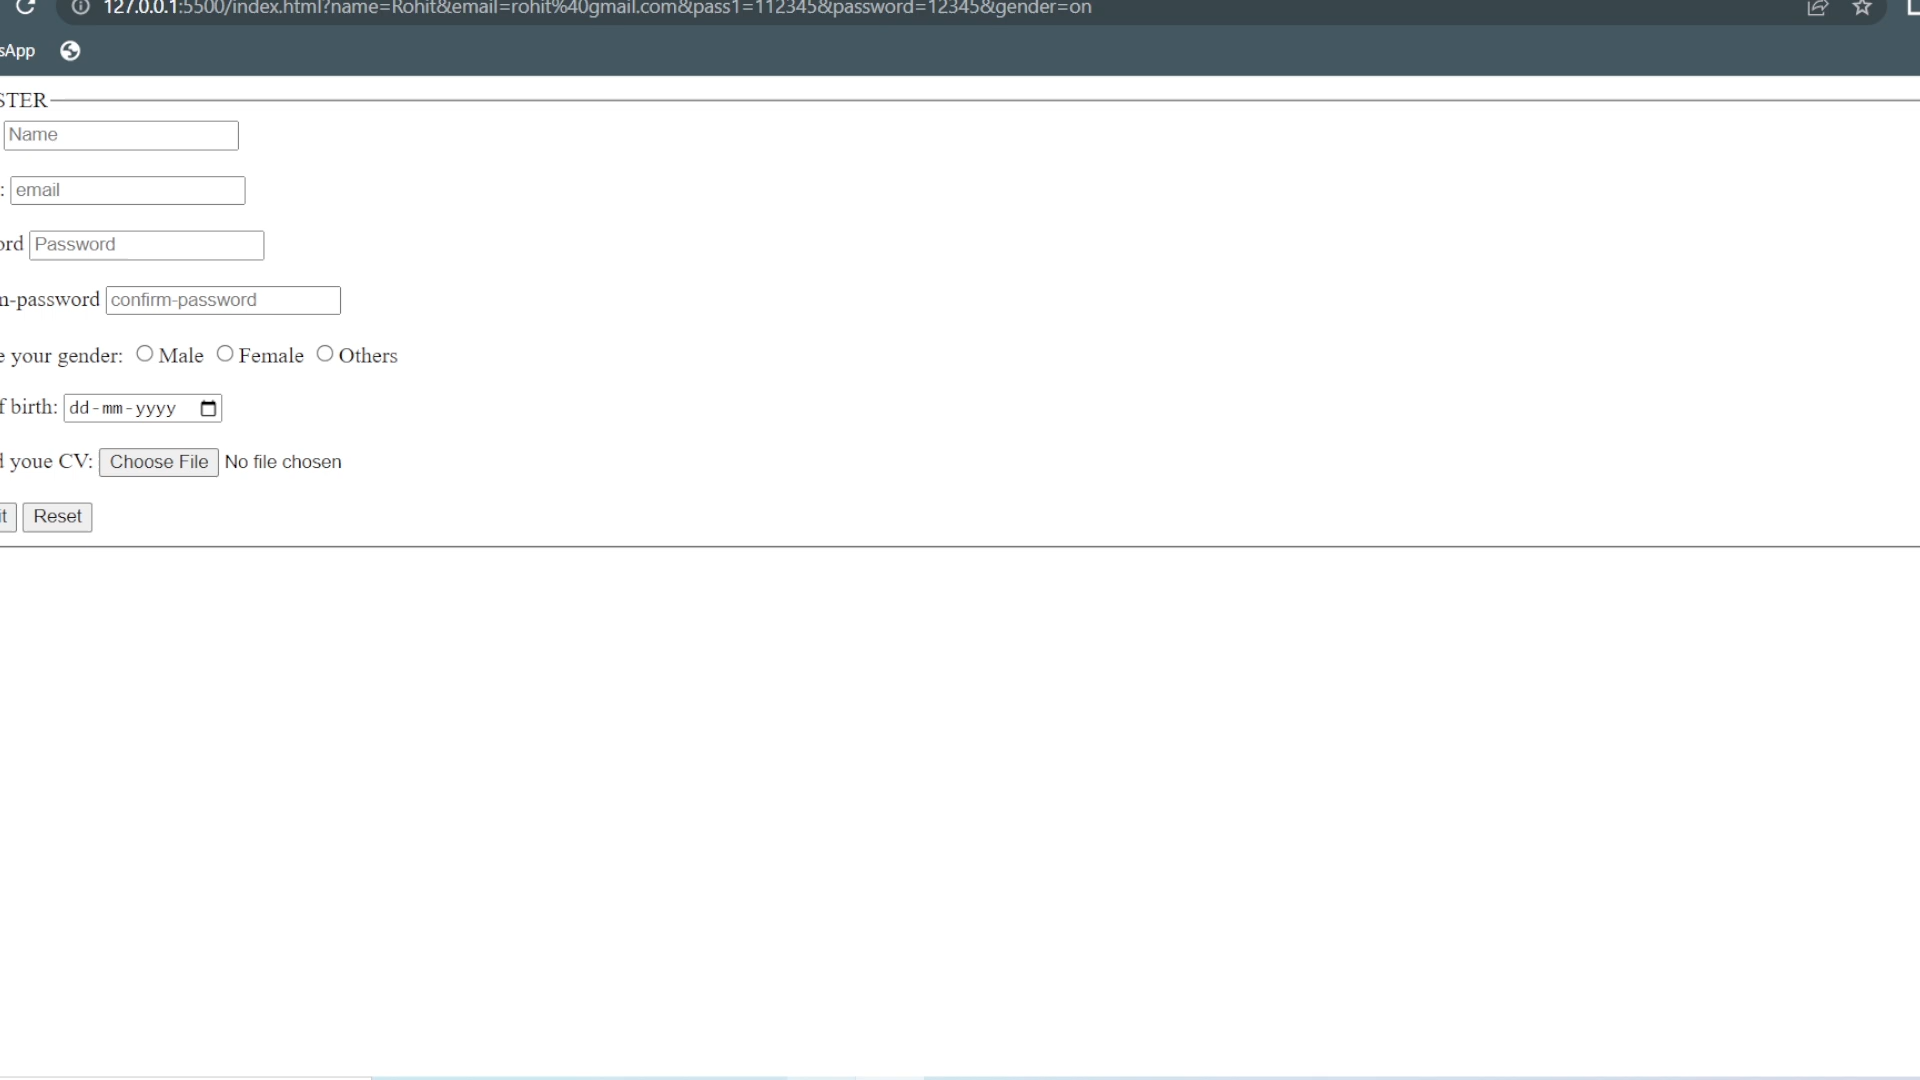 127.0.0.1:5500/index.html?name=Rohit&email=rohit%40gmail.com&pass1=112345&password=12345&gender=on
sApp
STER
Name
: email
ord Password
m-password confirm-password
e your gender: Male Female Others
f birth: dd-mm-yyyy
d youe CV: Choose File No file chosen
it Reset